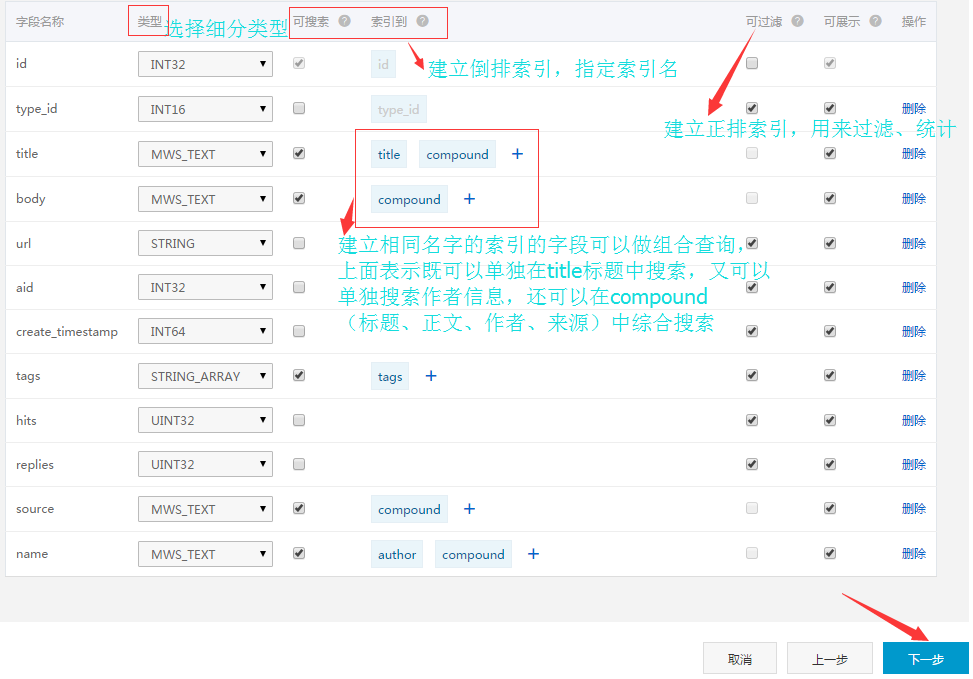 字段名称 类型 选择细分类型 可搜索 ? 索引到 ? 可过滤 ? 可展示 ? 操作
id INT32 id
建立倒排索引，指定索引名
type_id INT16 type_id 删除
建立正排索引，用来过滤、统计
title MWS_TEXT title compound + 删除
body MWS_TEXT compound + 删除
url STRING 删除
建立相同名字的索引的字段可以做组合查询，
上面表示既可以单独在title标题中搜索，又可以
aid INT32 删除
单独搜索作者信息，还可以在compound
（标题、正文、作者、来源）中综合搜索
create_timestamp INT64 删除
tags STRING_ARRAY tags + 删除
hits UINT32 删除
replies UINT32 删除
source MWS_TEXT compound + 删除
name MWS_TEXT author compound + 删除
取消 上一步 下一步